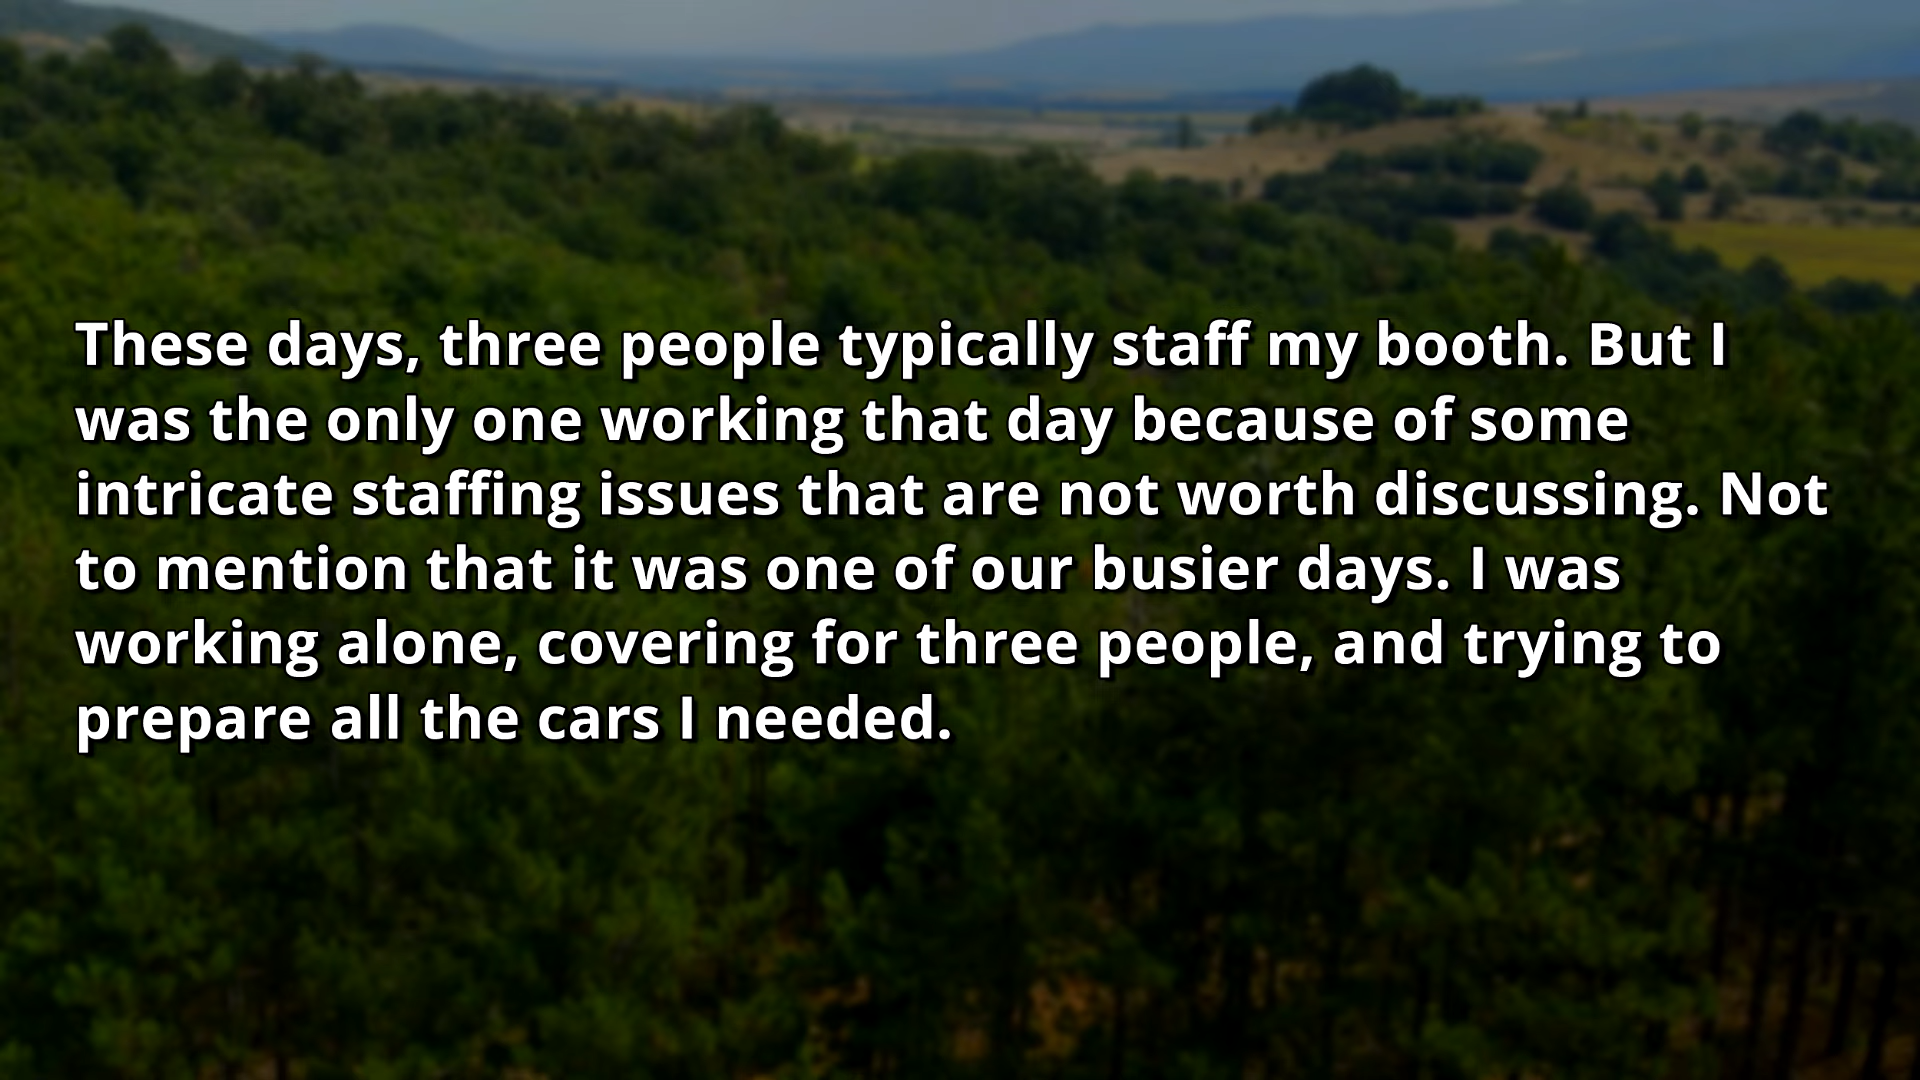 These days, three people typically staff my booth. But I
was the only one working that day because of some
intricate staffing issues that are not worth discussing. Not
to mention that it was one of our busier days. I was
working alone, covering for three people, and trying to
prepare all the cars I needed.